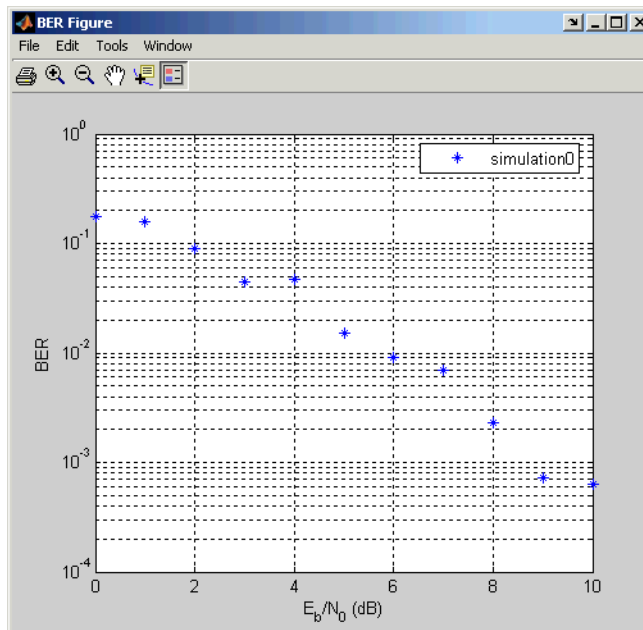 BER Figure
File Edit Tools Window
simulation0
10^0
10^-1
10^-2
10^-3
10^-4
BER
0 2 4 6 8 10
E_b/N_0 (dB)